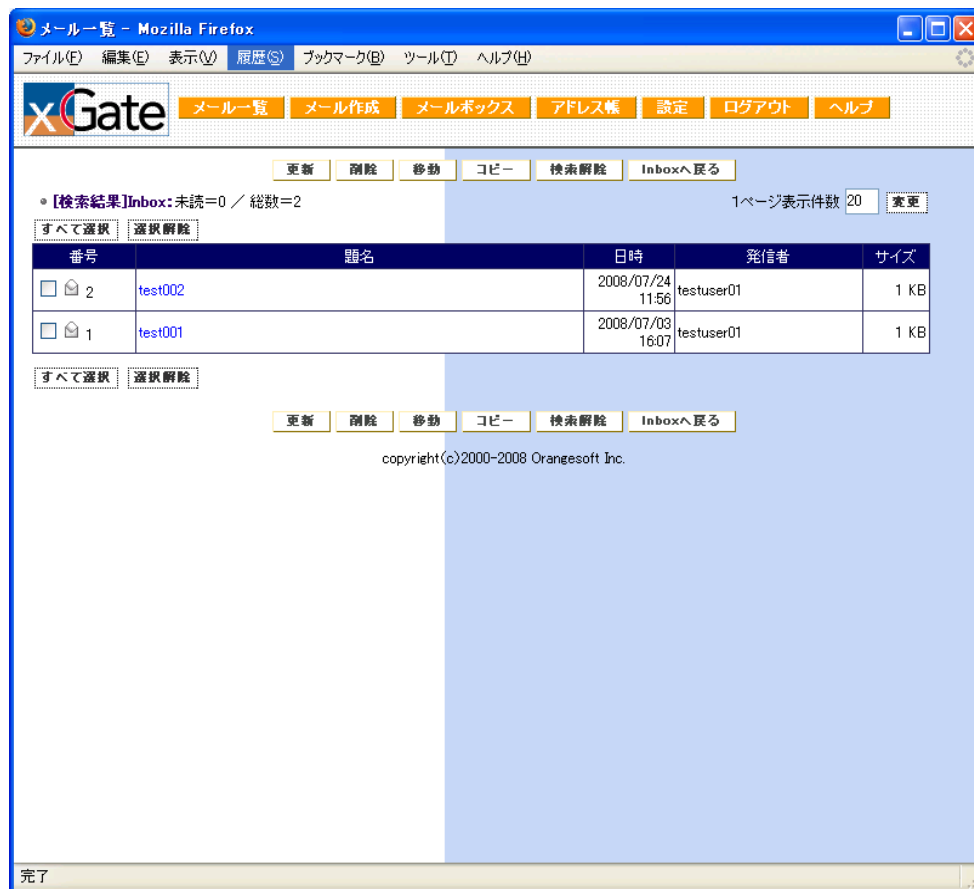 メール一覧 - Mozilla Firefox
ファイル(F) 編集(E) 表示(V) 履歴(S) ブックマーク(B) ツール(T) ヘルプ(H)
xGate メール一覧 メール作成 メールボックス アドレス帳 設定 ログアウト ヘルプ
更新 削除 移動 コピー 検索解除 Inboxへ戻る
[検索結果]Inbox:未読=0 ／ 総数=2 1ページ表示件数 20 変更
すべて選択 選択解除
番号 題名 日時 発信者 サイズ
2 test002 2008/07/24 11:56 testuser01 1 KB
1 test001 2008/07/03 16:07 testuser01 1 KB
すべて選択 選択解除
更新 削除 移動 コピー 検索解除 Inboxへ戻る
copyright(c)2000-2008 Orangesoft Inc.
完了